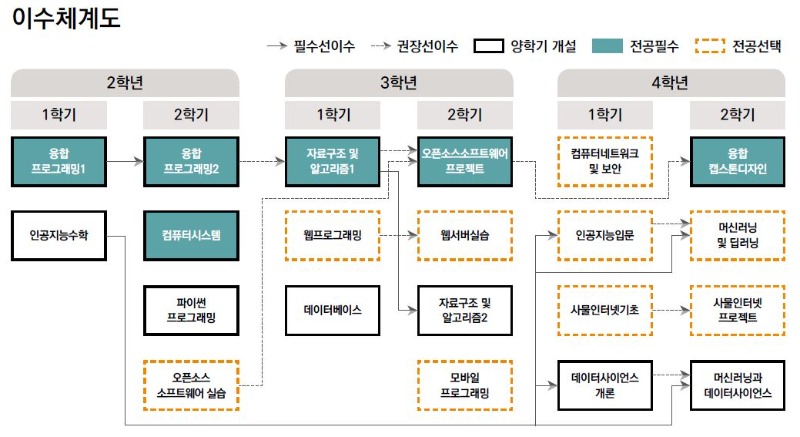 이수체계도
필수선이수
권장선이수
양학기 개설
전공필수
전공선택
2학년
3학년
4학년
1학기
2학기
1학기
2학기
1학기
2학기
융합
프로그래밍1
융합
프로그래밍2
자료구조 및
알고리즘1
오픈소스소프트웨어
프로젝트
컴퓨터네트워크
및 보안
융합
캡스톤디자인
인공지능수학
컴퓨터시스템
웹프로그래밍
웹서버실습
인공지능입문
머신러닝
및 딥러닝
파이썬
프로그래밍
데이터베이스
자료구조 및
알고리즘2
사물인터넷기초
사물인터넷
프로젝트
오픈소스
소프트웨어 실습
모바일
프로그래밍
데이터사이언스
개론
머신러닝과
데이터사이언스